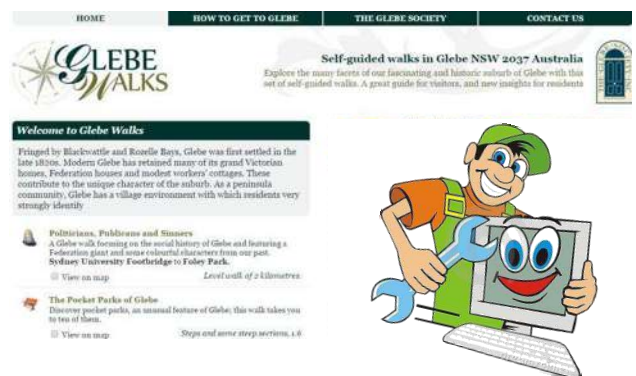 HOME HOW TO GET TO GLEBE THE GLEBE SOCIETY CONTACT US
GLEBE
WALKS
Self-guided walks in Glebe NSW 2037 Australia
Explore the many facets of our fascinating and historic suburb of Glebe with this
set of self-guided walks. A great guide for visitors, and new insights for residents
Welcome to Glebe Walks
Fringed by Blackwattle and Rozelle Bays, Glebe was first settled in the
late 1820s. Modern Glebe has retained many of its grand Victorian
homes, Federation houses and modest workers' cottages. These
contribute to the unique character of the suburb. As a peninsula
community, Glebe has a village environment with which residents very
strongly identify
Politicians, Publicans and Sinners
A Glebe walk focusing on the social history of Glebe and featuring a
Federation giant and some colourful characters from our past.
Sydney University Footbridge to Foley Park.
View on map Level walk of 2 kilometres.
The Pocket Parks of Glebe
Discover pocket parks, an unusual feature of Glebe; this walk takes you
to ten of them.
View on map Steps and some steep sections, 1.6